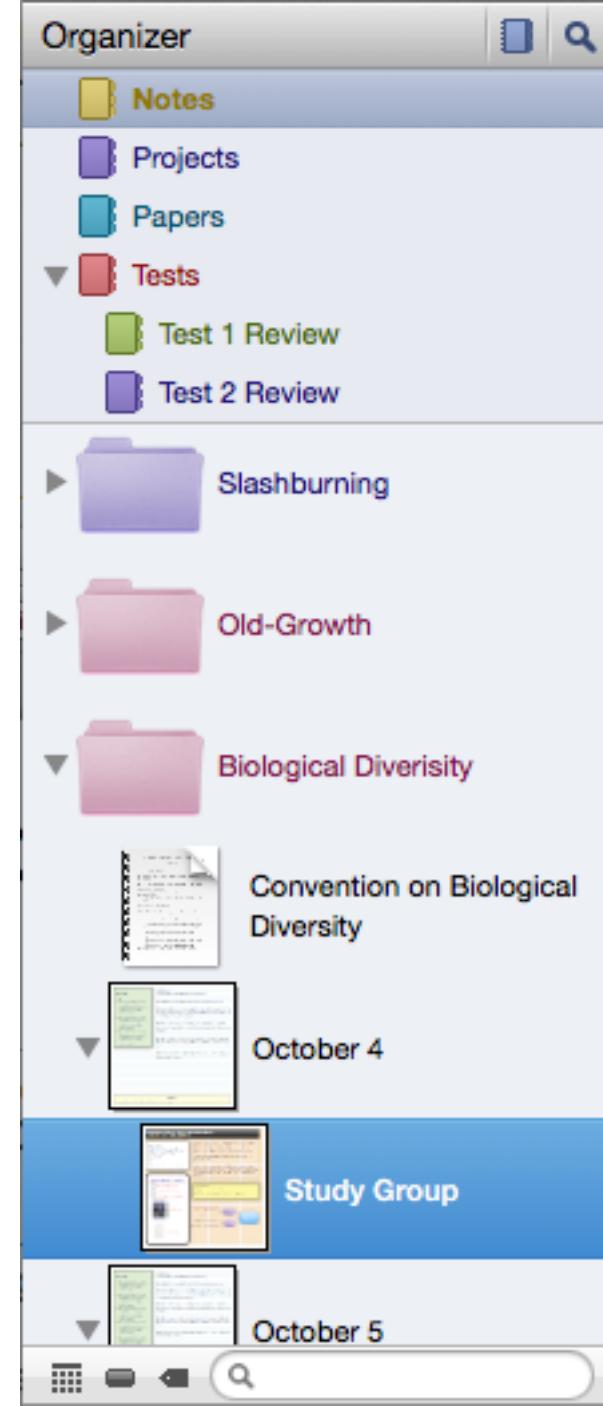 Organizer
Notes
Projects
Papers
Tests
Test 1 Review
Test 2 Review
Slashburning
Old-Growth
Biological Diverisity
Convention on Biological
Diversity
October 4
Study Group
October 5